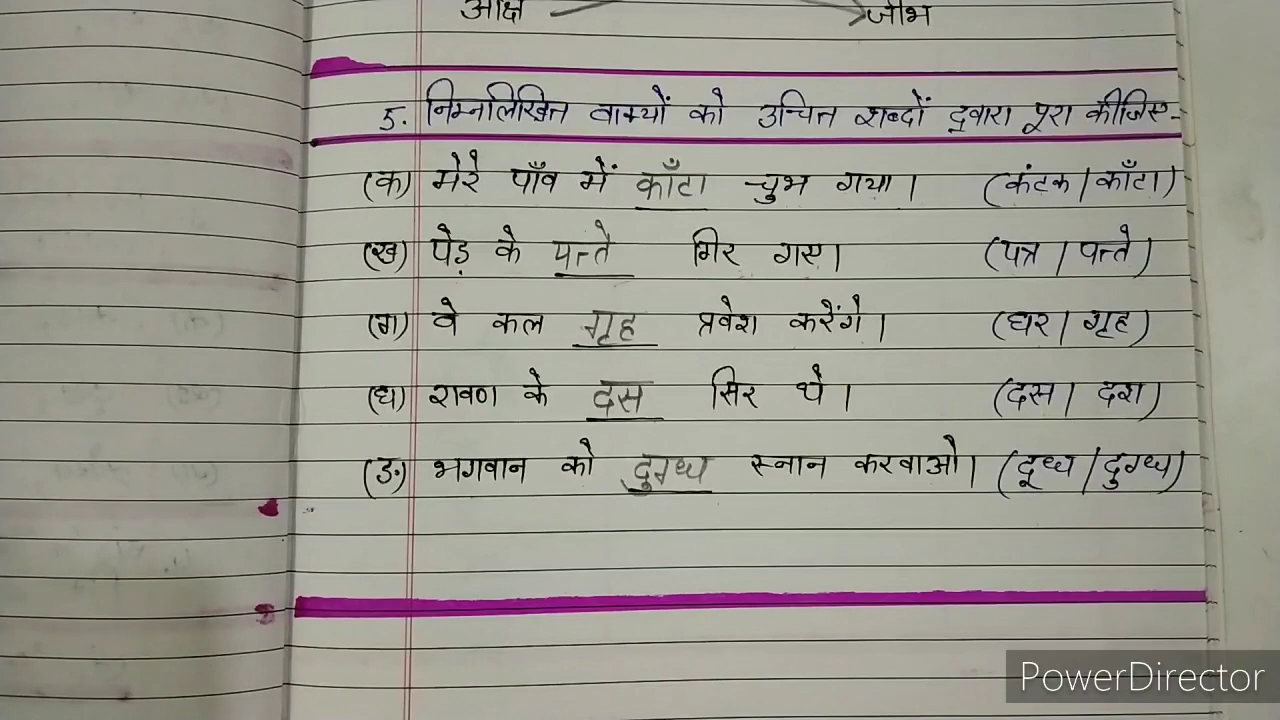 अक्षि जीभ
5. निम्नलिखित वाक्यों को उचित शब्दों द्वारा पूरा कीजिए-
(क) मेरे पाँव में काँटा चुभ गया। (कंटक/काँटा)
(ख) पेड़ के पत्ते गिर गए। (पत्र/पत्ते)
(ग) वे कल गृह प्रवेश करेंगे। (घर/गृह)
(घ) रावण के दस सिर थे। (दस/दश)
(ङ) भगवान को दुग्ध स्नान करवाओ। (दूध/दुग्ध)
PowerDirector